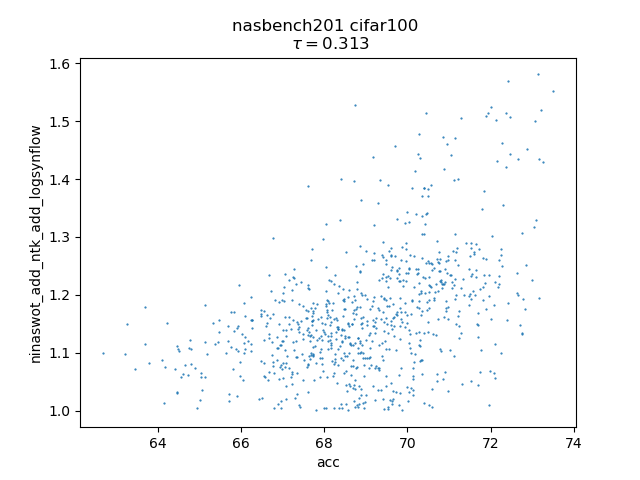 nasbench201 cifar100
τ = 0.313
1.6
1.5
1.4
1.3
1.2
1.1
1.0
ninaswot_add_ntk_add_logsynflow
64 66 68 70 72 74
acc